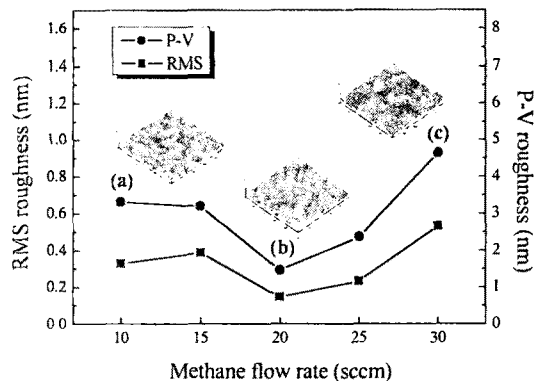 P-V
RMS
1.6
1.4
1.2
1.0
0.8
0.6
0.4
0.2
0.0
8
7
6
5
4
3
2
1
0
(a)
(b)
(c)
10 15 20 25 30
RMS roughness (nm)
P-V roughness (nm)
Methane flow rate (sccm)